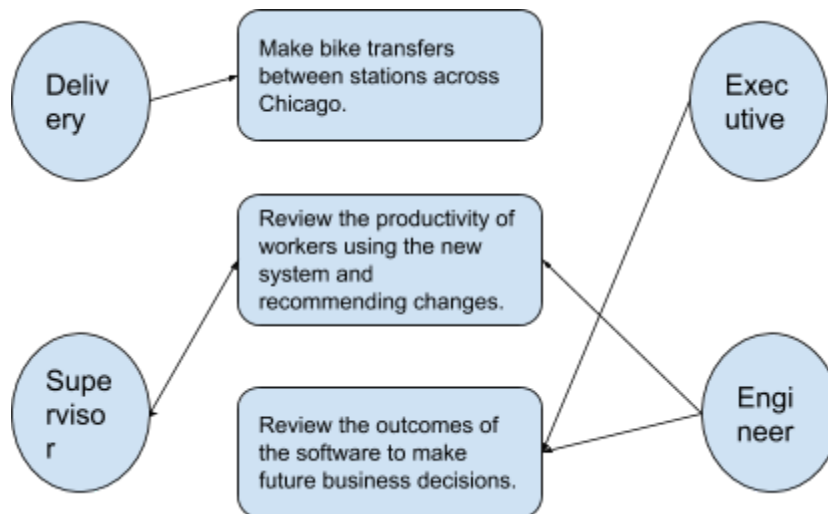 Deliv
ery
Make bike transfers
between stations across
Chicago.
Exec
utive
Review the productivity of
workers using the new
system and
recommending changes.
Supe
rviso
r
Review the outcomes of
the software to make
future business decisions.
Engi
neer